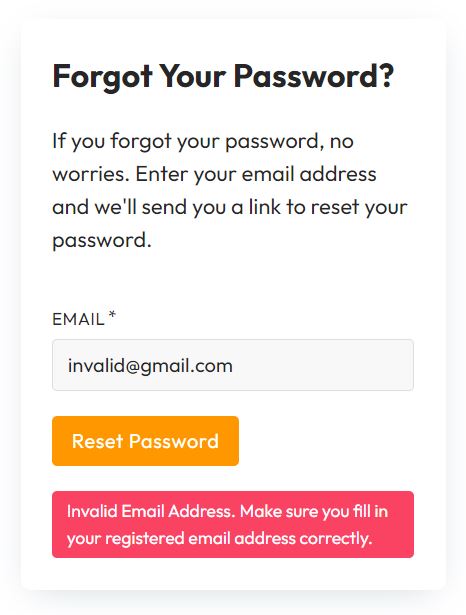 Forgot Your Password?
If you forgot your password, no
worries. Enter your email address
and we'll send you a link to reset your
password.
EMAIL *
invalid@gmail.com
Reset Password
Invalid Email Address. Make sure you fill in
your registered email address correctly.